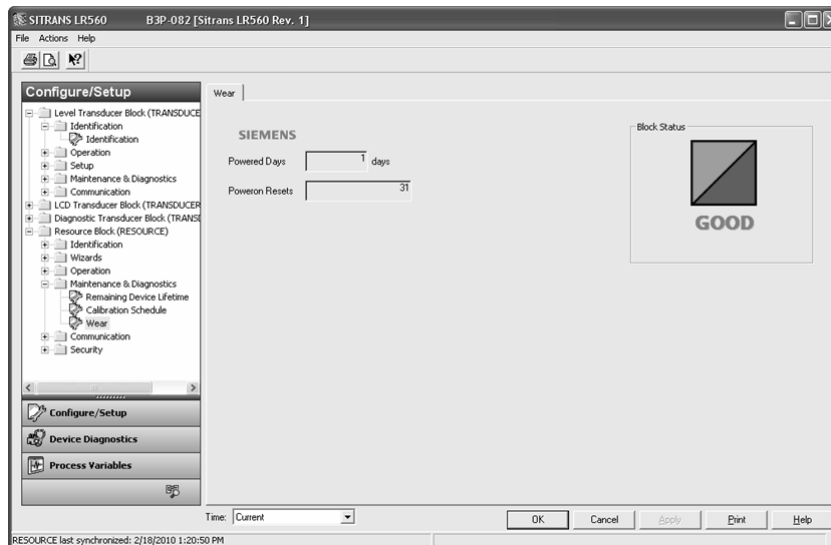 SITRANS LR560 B3P-082 [Sitrans LR560 Rev. 1]
File Actions Help
Configure/Setup
Level Transducer Block (TRANSDUCE
Identification
Identification
Operation
Setup
Maintenance & Diagnostics
Communication
LCD Transducer Block (TRANSDUCER
Diagnostic Transducer Block (TRANS
Resource Block (RESOURCE)
Identification
Wizards
Operation
Maintenance & Diagnostics
Remaining Device Lifetime
Calibration Schedule
Wear
Communication
Security
Configure/Setup
Device Diagnostics
Process Variables
Wear
SIEMENS
Powered Days 1 days
Poweron Resets 31
Block Status
GOOD
Time: Current
OK Cancel Apply Print Help
RESOURCE last synchronized: 2/18/2010 1:20:50 PM